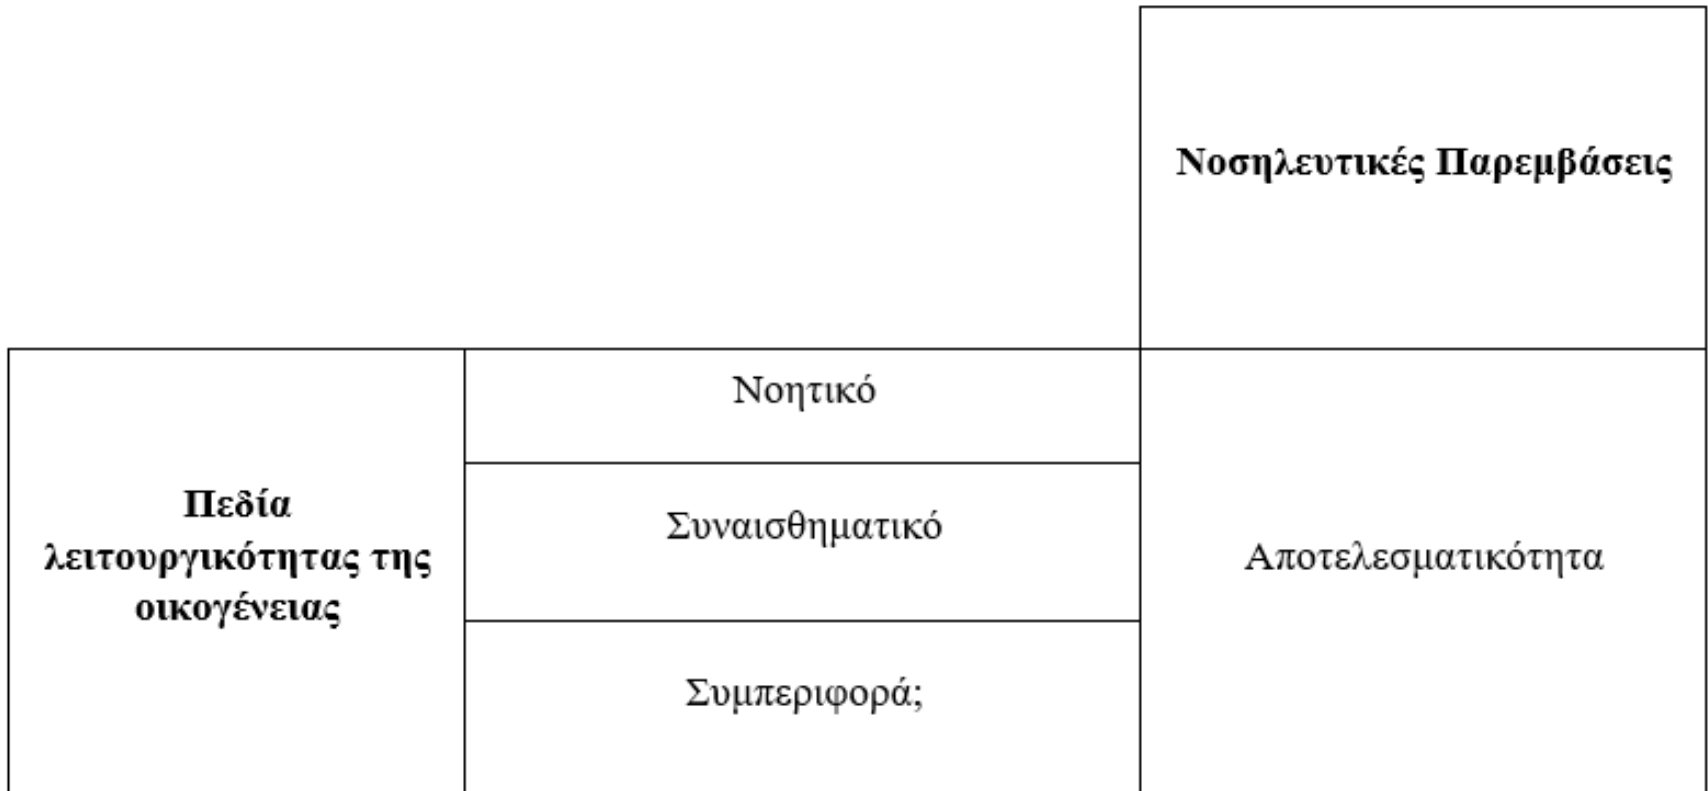 Νοσηλευτικές Παρεμβάσεις
Νοητικό
Πεδία
λειτουργικότητας της
οικογένειας
Συναισθηματικό
Αποτελεσματικότητα
Συμπεριφορά;